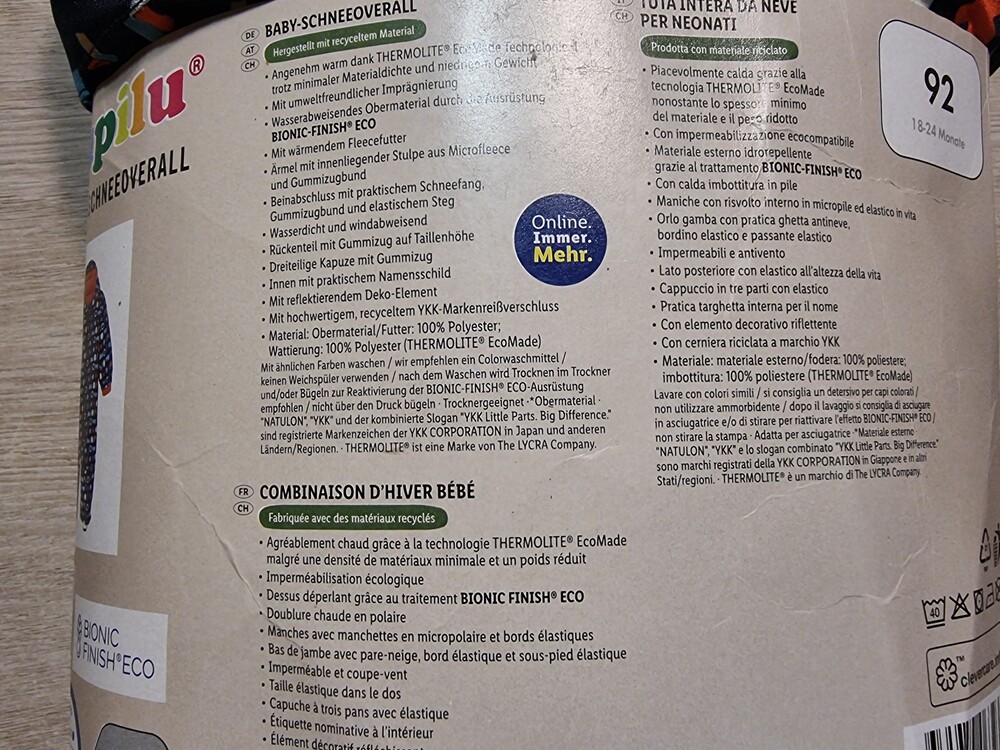 pilu®
SCHNEEOVERALL
DE
AT
CH
BABY-SCHNEEOVERALL
Hergestellt mit recyceltem Material
• Angenehm warm dank THERMOLITE® EcoMade Technologie
trotz minimaler Materialdichte und niedrigem Gewicht
• Mit umweltfreundlicher Imprägnierung
• Wasserabweisendes Obermaterial durch die Ausrüstung
BIONIC-FINISH® ECO
• Mit wärmendem Fleecefutter
• Ärmel mit innenliegender Stulpe aus Microfleece
und Gummizugbund
• Beinabschluss mit praktischem Schneefang,
Gummizugbund und elastischem Steg
• Wasserdicht und windabweisend
• Rückenteil mit Gummizug auf Taillenhöhe
• Dreiteilige Kapuze mit Gummizug
• Innen mit praktischem Namensschild
• Mit reflektierendem Deko-Element
• Mit hochwertigem, recyceltem YKK-Markenreißverschluss
• Material: Obermaterial/Futter: 100% Polyester;
Wattierung: 100% Polyester (THERMOLITE® EcoMade)
Mit ähnlichen Farben waschen / wir empfehlen ein Colorwaschmittel /
keinen Weichspüler verwenden / nach dem Waschen wird Trocknen im Trockner
und/oder Bügeln zur Reaktivierung der BIONIC-FINISH® ECO-Ausrüstung
empfohlen / nicht über den Druck bügeln · Trocknergeeignet ·*Obermaterial ·
"NATULON", "YKK" und der kombinierte Slogan "YKK Little Parts. Big Difference."
sind registrierte Markenzeichen der YKK CORPORATION in Japan und anderen
Ländern/Regionen. · THERMOLITE® ist eine Marke von The LYCRA Company.
Online.
Immer.
Mehr.
FR
CH
COMBINAISON D'HIVER BÉBÉ
Fabriquée avec des matériaux recyclés
• Agréablement chaud grâce à la technologie THERMOLITE® EcoMade
malgré une densité de matériaux minimale et un poids réduit
• Imperméabilisation écologique
• Dessus déperlant grâce au traitement BIONIC FINISH® ECO
• Doublure chaude en polaire
• Manches avec manchettes en micropolaire et bords élastiques
• Bas de jambe avec pare-neige, bord élastique et sous-pied élastique
• Imperméable et coupe-vent
• Taille élastique dans le dos
• Capuche à trois pans avec élastique
• Étiquette nominative à l'intérieur
• Élément décoratif
CH
TUTA INTERA DA NEVE
PER NEONATI
Prodotta con materiale riciclato
• Piacevolmente calda grazie alla
tecnologia THERMOLITE® EcoMade
nonostante lo spessore minimo
del materiale e il peso ridotto
• Con impermeabilizzazione ecocompatibile
• Materiale esterno idrorepellente
grazie al trattamento BIONIC-FINISH® ECO
• Con calda imbottitura in pile
• Maniche con risvolto interno in micropile ed elastico in vita
• Orlo gamba con pratica ghetta antineve,
bordino elastico e passante elastico
• Impermeabili e antivento
• Lato posteriore con elastico all'altezza della vita
• Cappuccio in tre parti con elastico
• Pratica targhetta interna per il nome
• Con elemento decorativo riflettente
• Con cerniera riciclata a marchio YKK
• Materiale: materiale esterno/fodera: 100% poliestere;
imbottitura: 100% poliestere (THERMOLITE® EcoMade)
Lavare con colori simili / si consiglia un detersivo per capi colorati /
non utilizzare ammorbidente / dopo il lavaggio si consiglia di asciugare
in asciugatrice e/o di stirare per riattivare l'effetto BIONIC-FINISH® ECO /
non stirare la stampa · Adatta per asciugatrice ·*Materiale esterno
"NATULON", "YKK" e lo slogan combinato "YKK Little Parts. Big Difference."
sono marchi registrati della YKK CORPORATION in Giappone e in altri
Stati/regioni. · THERMOLITE® è un marchio di The LYCRA Company.
92
18-24 Monate
BIONIC
FINISH®ECO
40